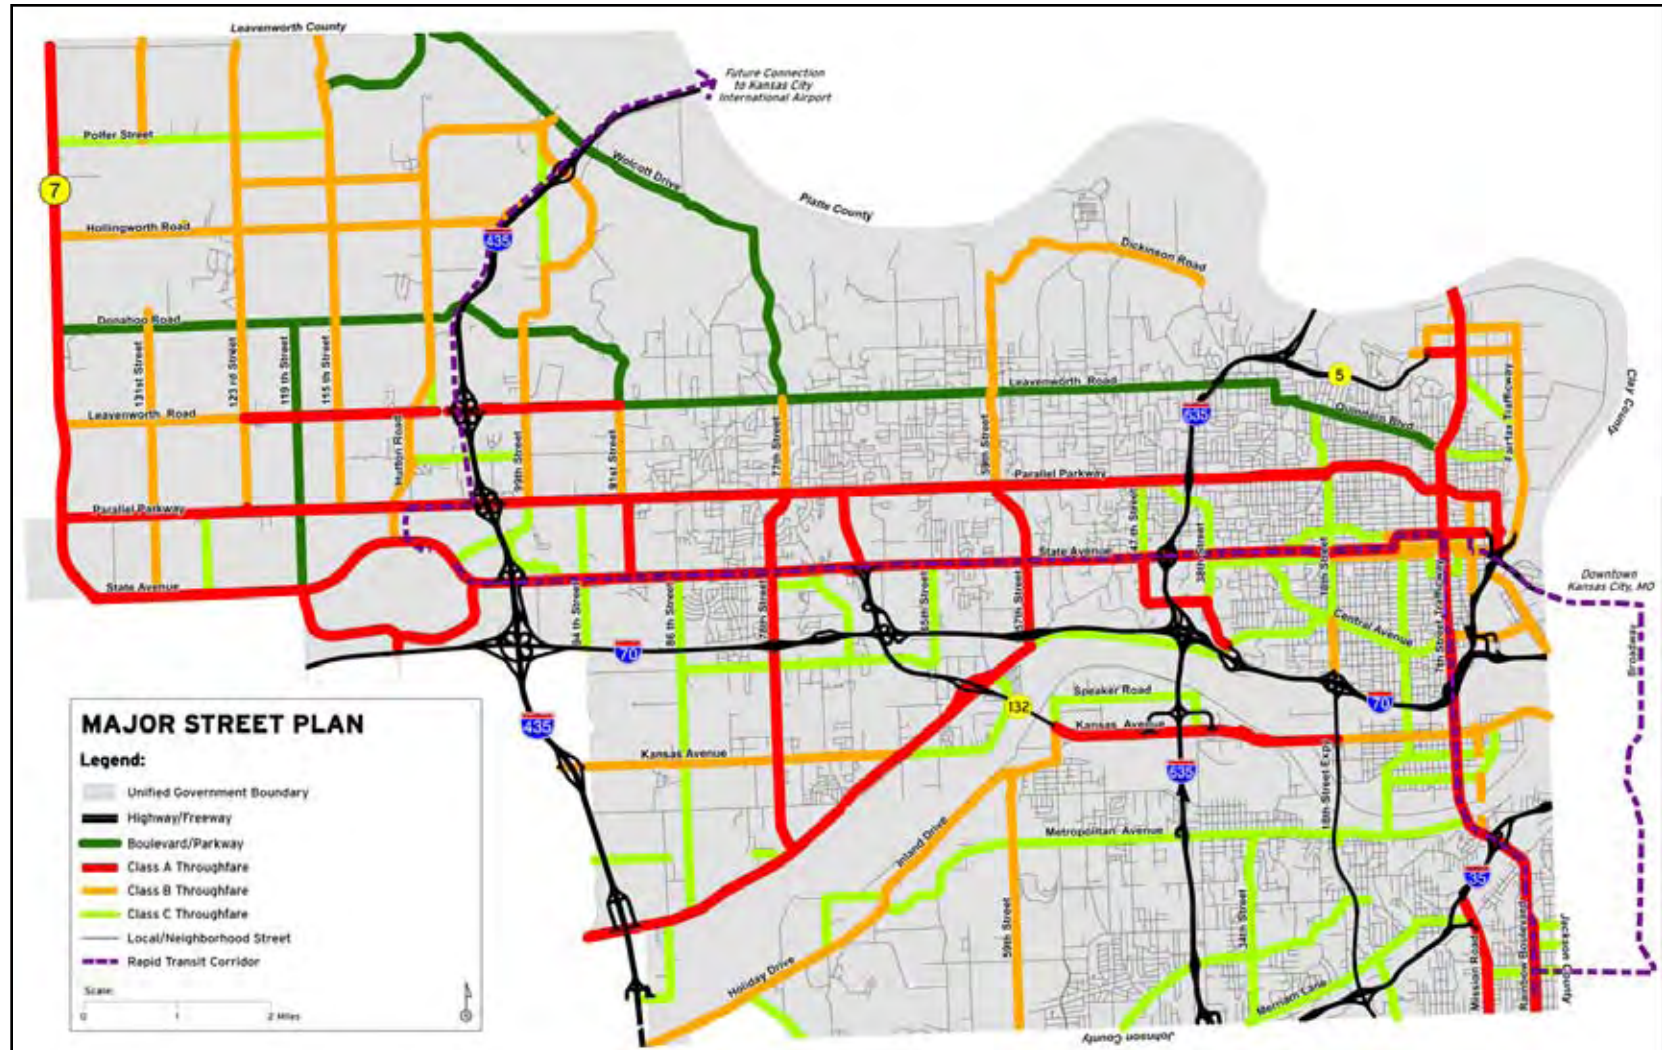 Leavenworth County
Future Connection
to Kansas City
International Airport
Polfer Street
7
Wolcott Drive
Platte County
Hollingworth Road
435
Dickinson Road
Donahoo Road
131st Street
123rd Street
119th Street
115th Street
5
Clay County
Leavenworth Road
Leavenworth Road
635
Quindaro Blvd
Fairfax Trafficway
Hutton Road
99th Street
91st Street
77th Street
59th Street
Parallel Parkway
Parallel Parkway
47th Street
38th Street
18th Street
State Avenue
State Avenue
Downtown
Kansas City, MO
94th Street
86th Street
78th Street
65th Street
57th Street
Central Avenue
7th Street Trafficway
Broadway
70
Speaker Road
132
70
Kansas Avenue
Kansas Avenue
435
635
18th Street Expy
Metropolitan Avenue
Inland Drive
35
59th Street
34th Street
Holiday Drive
Merriam Lane
Mission Road
Rainbow Boulevard
Jackson County
Johnson County
MAJOR STREET PLAN
Legend:
Unified Government Boundary
Highway/Freeway
Boulevard/Parkway
Class A Throughfare
Class B Throughfare
Class C Throughfare
Local/Neighborhood Street
Rapid Transit Corridor
Scale:
0 1 2 Miles